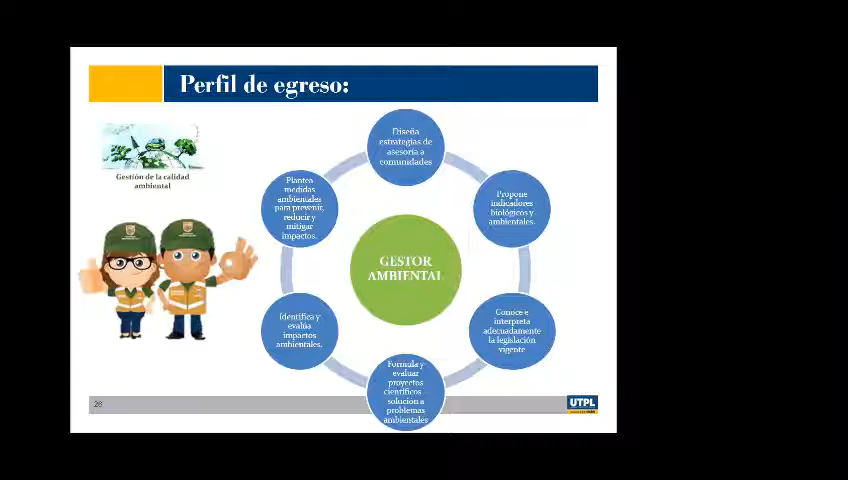 Perfil de egreso:
Gestión de la calidad
ambiental
Diseña
estrategias de
asesoría a
comunidades
Propone
indicadores
biológicos y
ambientales.
Conoce e
interpreta
adecuadamente
la legislación
vigente
Formula y
evaluar
proyectos
científicos
solución a
problemas
ambientales
Identifica y
evalúa
impactos
ambientales.
Plantea
medidas
ambientales
para prevenir,
reducir y
mitigar
impactos.
GESTOR
AMBIENTAL
26
UTPL